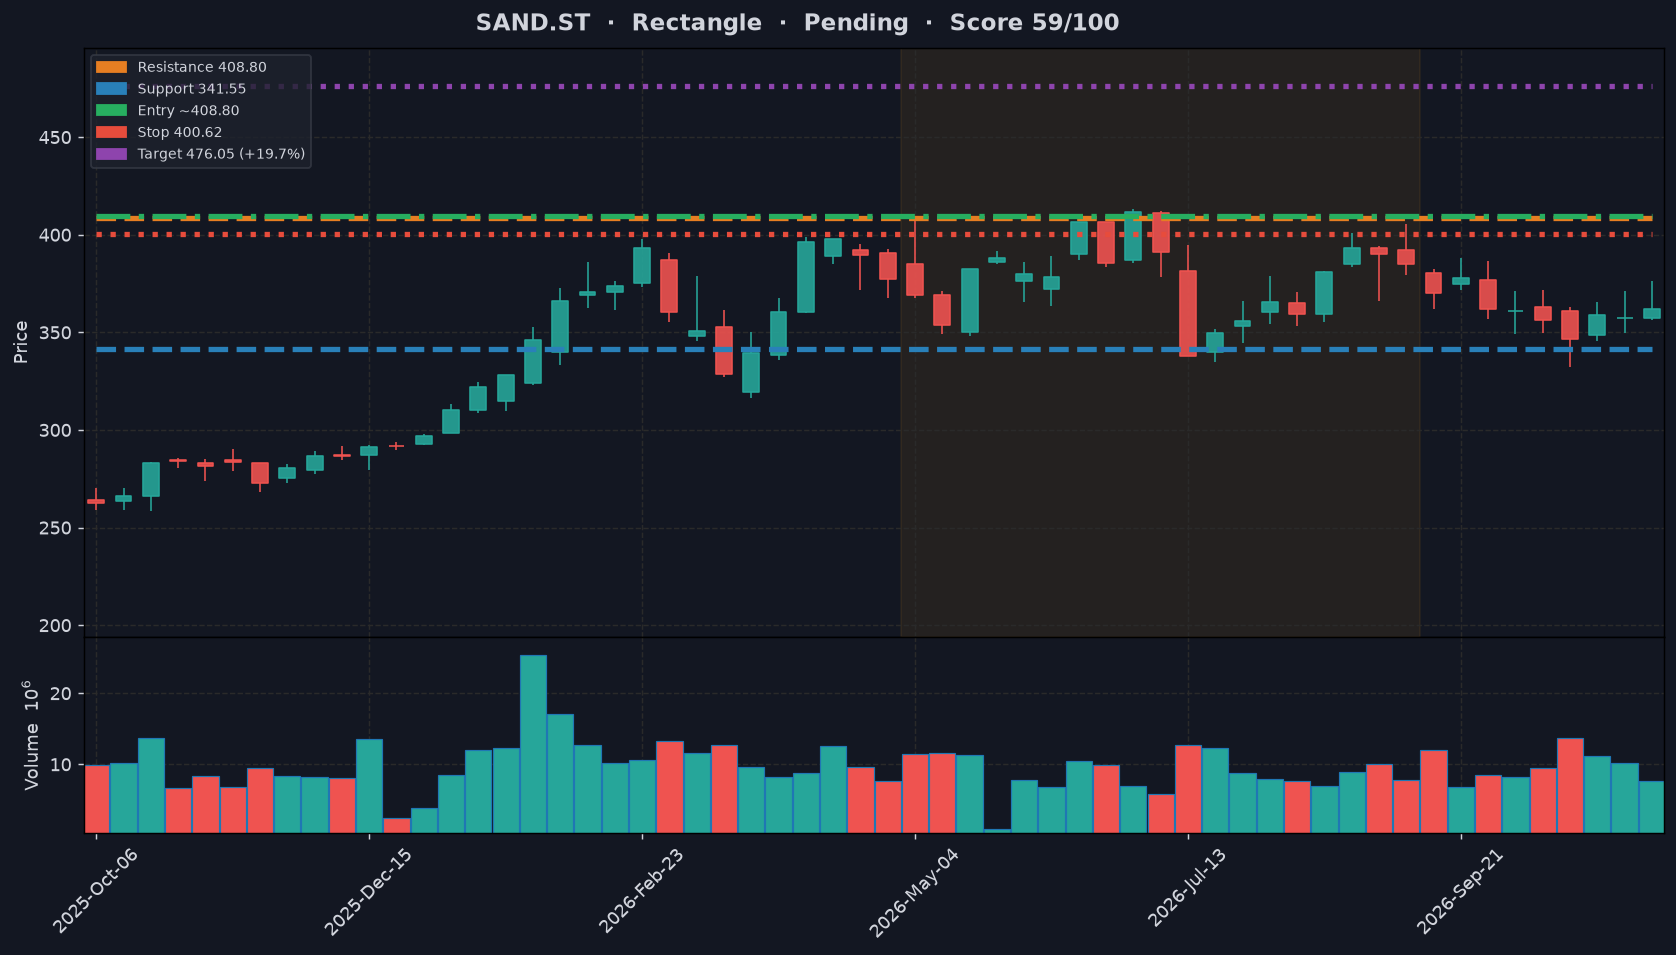 SAND.ST · Rectangle · Pending · Score 59/100
Resistance 408.80
Support 341.55
Entry ~408.80
Stop 400.62
Target 476.05 (+19.7%)
Price
450
400
350
300
250
200
Volume 10⁶
20
10
2025-Oct-06
2025-Dec-15
2026-Feb-23
2026-May-04
2026-Jul-13
2026-Sep-21